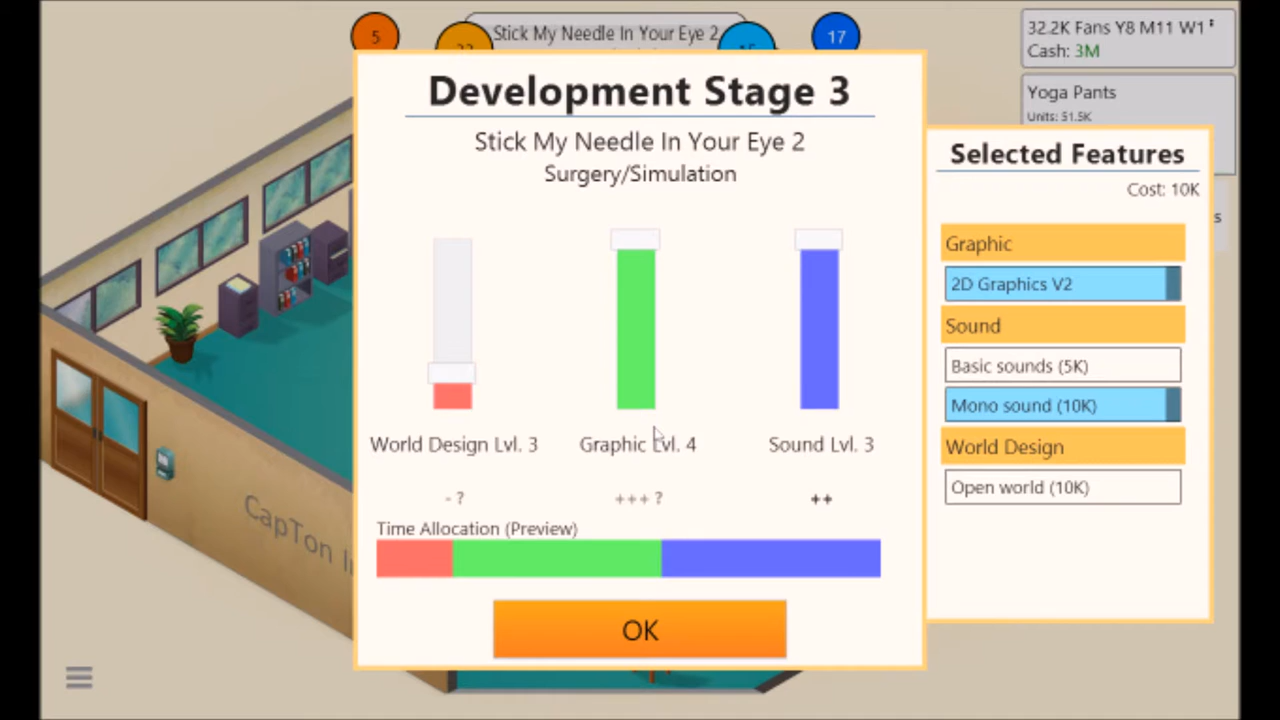 5
Stick My Needle In Your Eye 2
17
32.2K Fans Y8 M11 W1
Cash: 3M
Yoga Pants
Units: 51.5K
Development Stage 3
Stick My Needle In Your Eye 2
Surgery/Simulation
World Design Lvl. 3
Graphic Lvl. 4
Sound Lvl. 3
- ?
+++ ?
++
Time Allocation (Preview)
OK
Selected Features
Cost: 10K
Graphic
2D Graphics V2
Sound
Basic sounds (5K)
Mono sound (10K)
World Design
Open world (10K)
CapTon